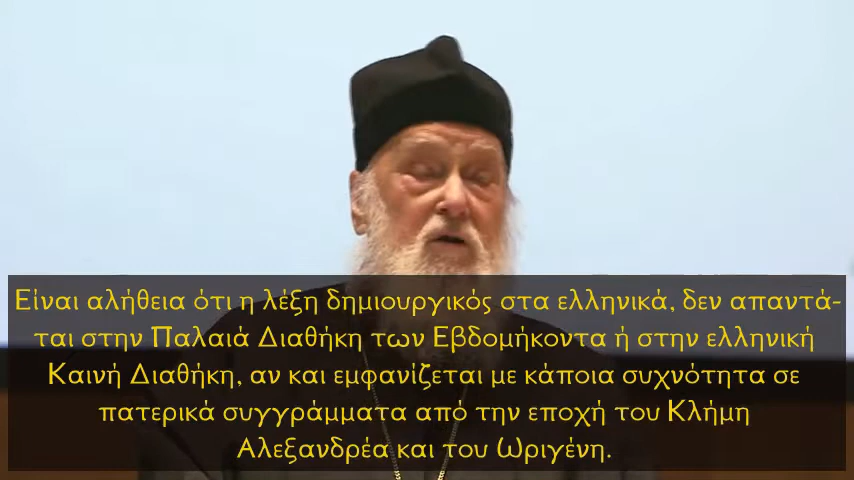 Είναι αλήθεια ότι η λέξη δημιουργικός στα ελληνικά, δεν απαντά-
ται στην Παλαιά Διαθήκη των Εβδομήκοντα ή στην ελληνική
Καινή Διαθήκη, αν και εμφανίζεται με κάποια συχνότητα σε
πατερικά συγγράμματα από την εποχή του Κλήμη
Αλεξανδρέα και του Ωριγένη.